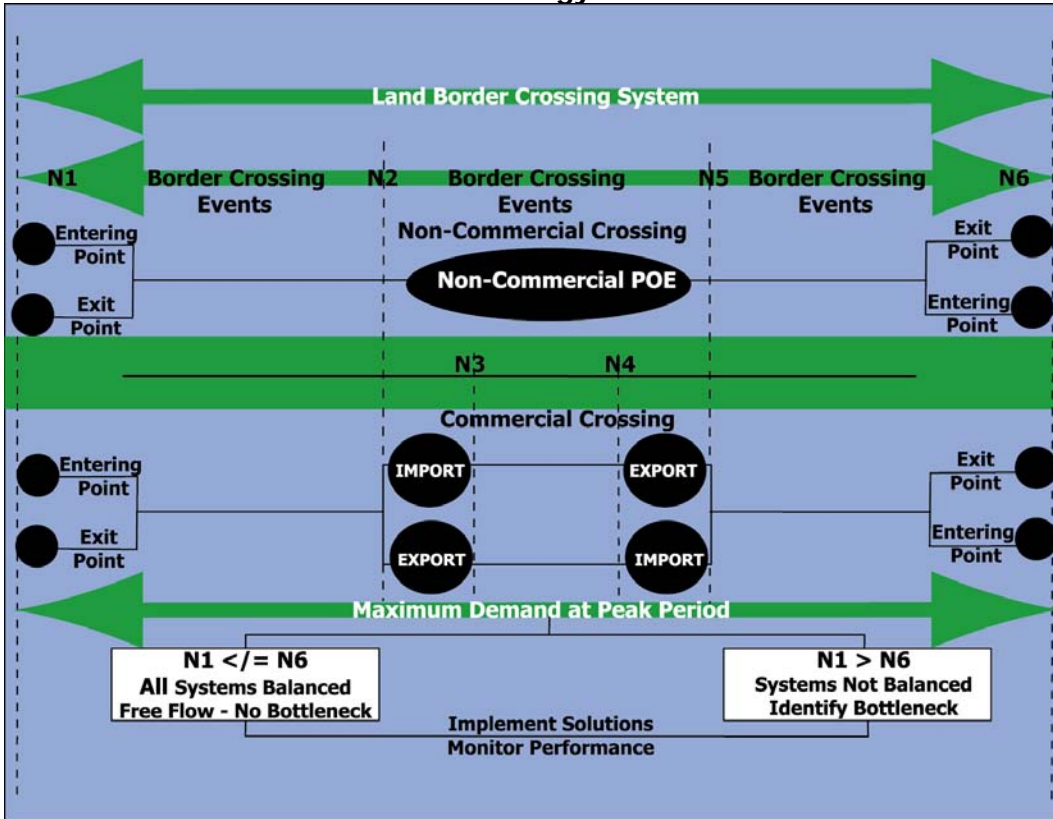 Land Border Crossing System
N1 Border Crossing N2 Border Crossing N5 Border Crossing N6
Events Events Events
Non-Commercial Crossing
Entering
Point
Exit
Point
Non-Commercial POE
Exit
Point
Entering
Point
N3 N4
Commercial Crossing
Entering
Point
Exit
Point
IMPORT
EXPORT
EXPORT
IMPORT
Exit
Point
Entering
Point
Maximum Demand at Peak Period
N1 </= N6
All Systems Balanced
Free Flow - No Bottleneck
N1 > N6
Systems Not Balanced
Identify Bottleneck
Implement Solutions
Monitor Performance